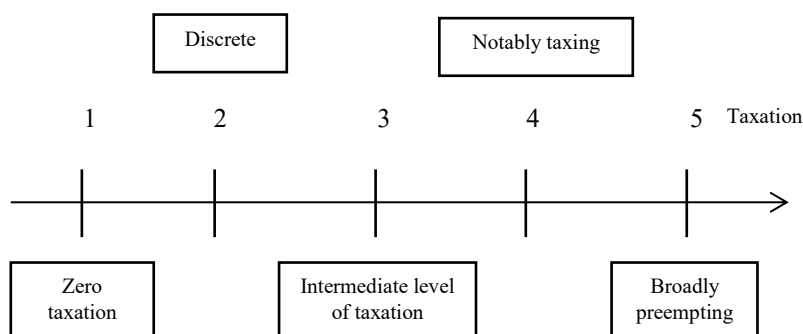 Discrete
Notably taxing
1 2 3 4 5 Taxation
Zero
taxation
Intermediate level
of taxation
Broadly
preempting